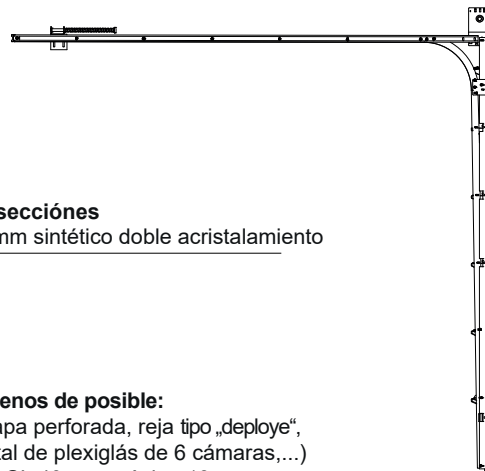 secciónes
mm sintético doble acristalamiento
enos de posible:
apa perforada, reja tipo „deploye“,
tal de plexiglás de 6 cámaras,...)